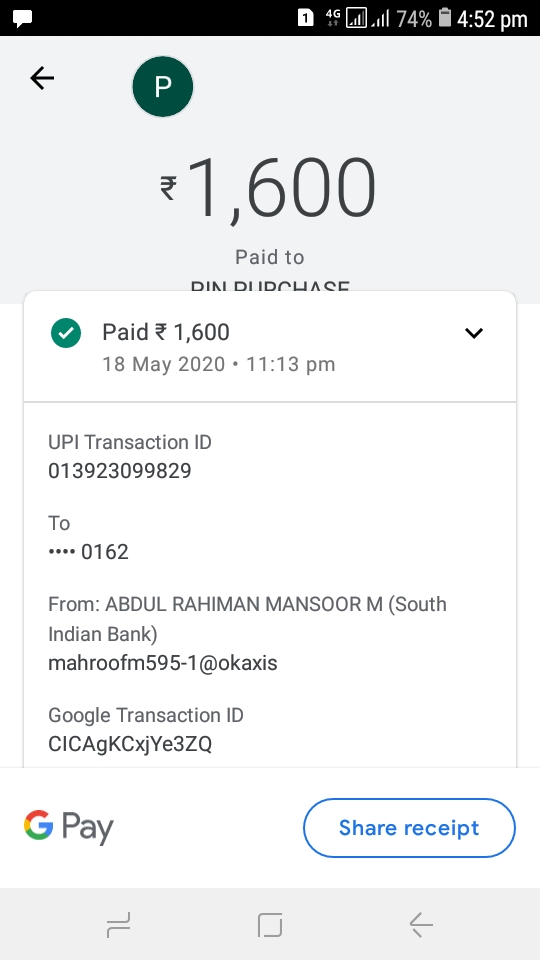 1 4G 74% 4:52 pm
P
₹1,600
Paid to
PIN PURCHASE
Paid ₹ 1,600
18 May 2020 • 11:13 pm
UPI Transaction ID
013923099829
To
•••• 0162
From: ABDUL RAHIMAN MANSOOR M (South
Indian Bank)
mahroofm595-1@okaxis
Google Transaction ID
CICAgKCxjYe3ZQ
G Pay
Share receipt